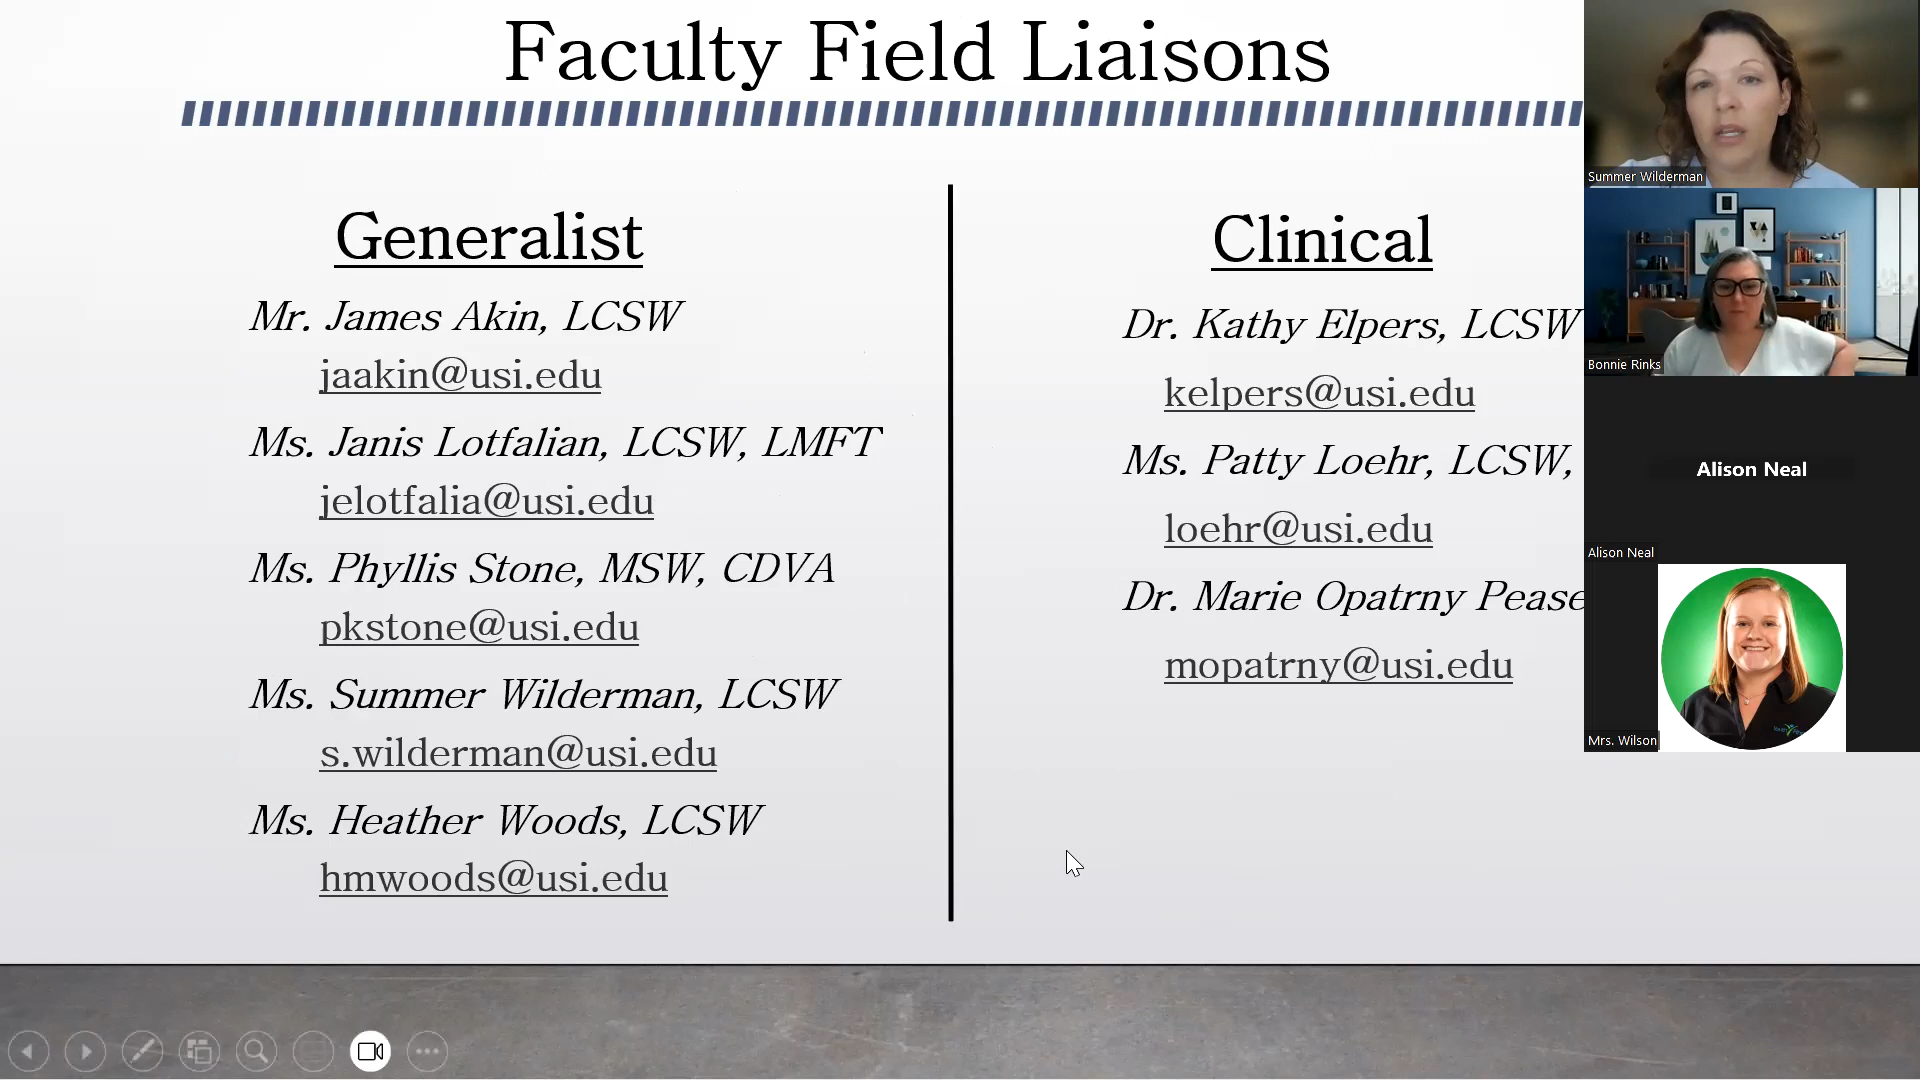 Faculty Field Liaisons
Generalist
Mr. James Akin, LCSW
jaakin@usi.edu
Ms. Janis Lotfalian, LCSW, LMFT
jelotfalia@usi.edu
Ms. Phyllis Stone, MSW, CDVA
pkstone@usi.edu
Ms. Summer Wilderman, LCSW
s.wilderman@usi.edu
Ms. Heather Woods, LCSW
hmwoods@usi.edu
Clinical
Dr. Kathy Elpers, LCSW
kelpers@usi.edu
Ms. Patty Loehr, LCSW,
loehr@usi.edu
Dr. Marie Opatrny Pease
mopatrny@usi.edu
Summer Wilderman
Bonnie Rinks
Alison Neal
Alison Neal
Mrs. Wilson